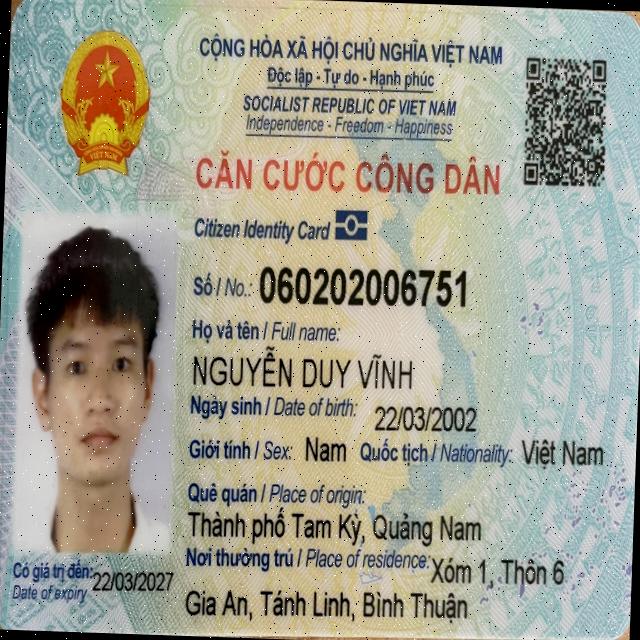 CỘNG HÒA XÃ HỘI CHỦ NGHĨA VIỆT NAM
Độc lập - Tự do - Hạnh phúc
SOCIALIST REPUBLIC OF VIET NAM
Independence - Freedom - Happiness
VIỆT NAM
CĂN CƯỚC CÔNG DÂN
Citizen Identity Card
Số / No.: 060202006751
Họ và tên / Full name:
NGUYỄN DUY VĨNH
Ngày sinh / Date of birth: 22/03/2002
Giới tính / Sex: Nam Quốc tịch / Nationality: Việt Nam
Quê quán / Place of origin:
Thành phố Tam Kỳ, Quảng Nam
Nơi thường trú / Place of residence: Xóm 1, Thôn 6
Gia An, Tánh Linh, Bình Thuận
Có giá trị đến: 22/03/2027
Date of expiry